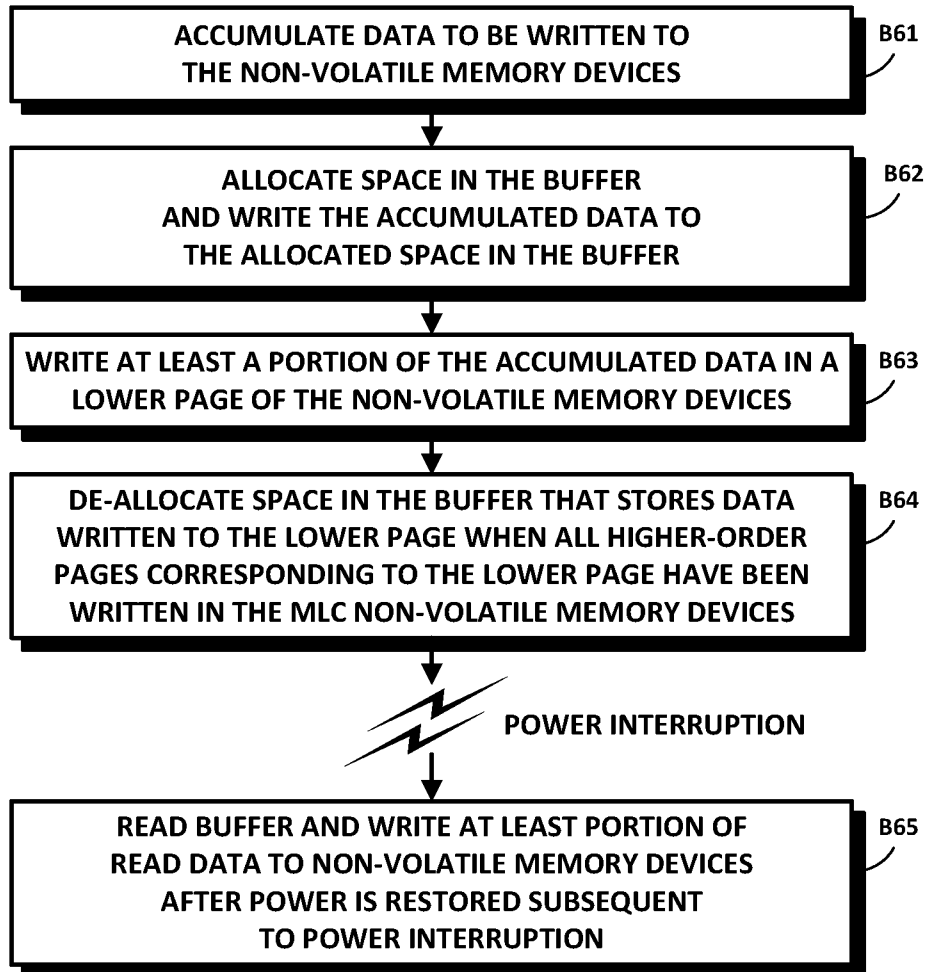 ACCUMULATE DATA TO BE WRITTEN TO
THE NON-VOLATILE MEMORY DEVICES
B61
ALLOCATE SPACE IN THE BUFFER
AND WRITE THE ACCUMULATED DATA TO
THE ALLOCATED SPACE IN THE BUFFER
B62
WRITE AT LEAST A PORTION OF THE ACCUMULATED DATA IN A
LOWER PAGE OF THE NON-VOLATILE MEMORY DEVICES
B63
DE-ALLOCATE SPACE IN THE BUFFER THAT STORES DATA
WRITTEN TO THE LOWER PAGE WHEN ALL HIGHER-ORDER
PAGES CORRESPONDING TO THE LOWER PAGE HAVE BEEN
WRITTEN IN THE MLC NON-VOLATILE MEMORY DEVICES
B64
POWER INTERRUPTION
READ BUFFER AND WRITE AT LEAST PORTION OF
READ DATA TO NON-VOLATILE MEMORY DEVICES
AFTER POWER IS RESTORED SUBSEQUENT
TO POWER INTERRUPTION
B65